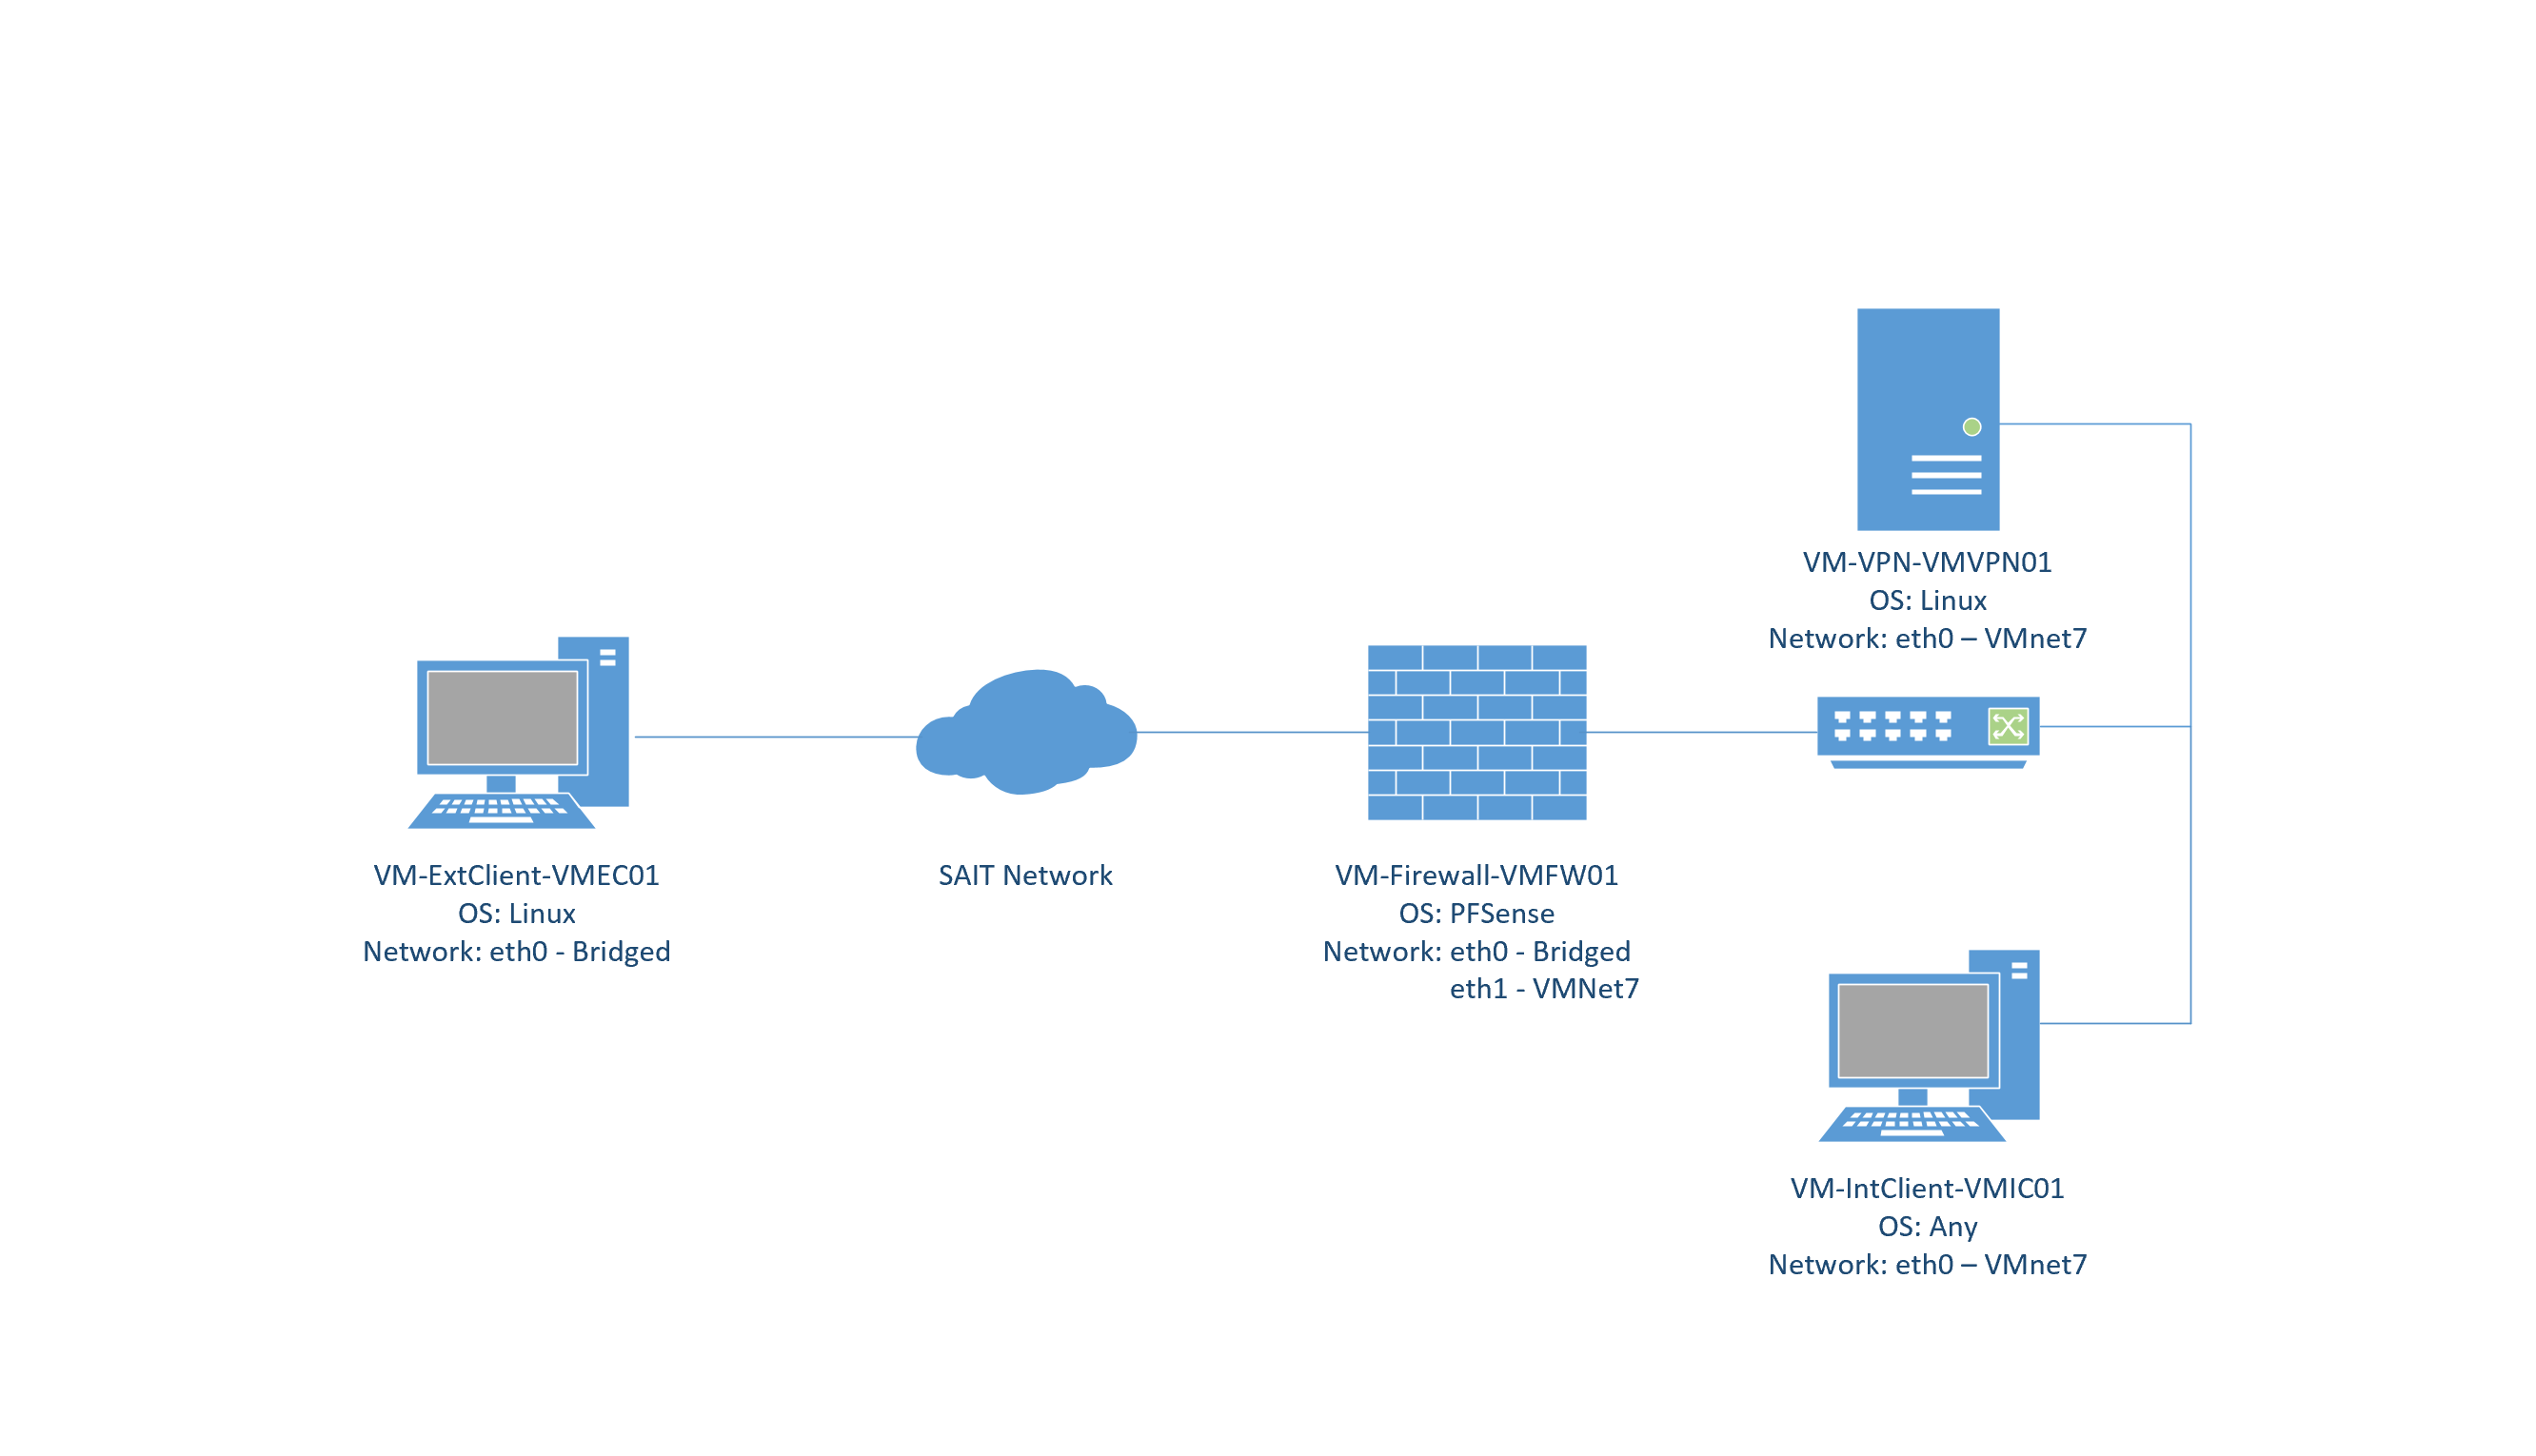 VM-VPN-VMVPN01
OS: Linux
Network: eth0 – VMnet7
VM-ExtClient-VMEC01
OS: Linux
Network: eth0 - Bridged
SAIT Network
VM-Firewall-VMFW01
OS: PFSense
Network: eth0 - Bridged
eth1 - VMNet7
VM-IntClient-VMIC01
OS: Any
Network: eth0 – VMnet7